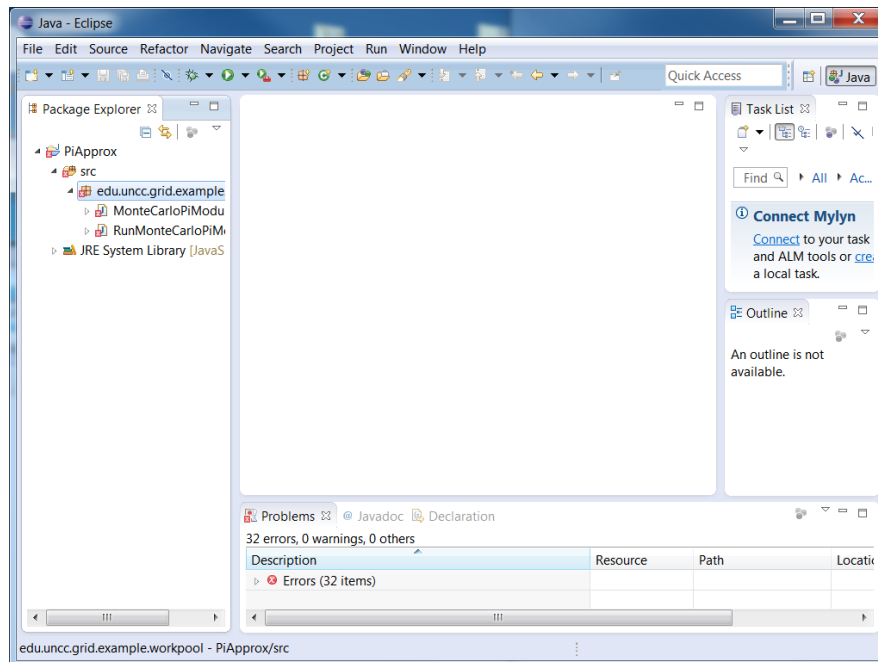 Java - Eclipse
File Edit Source Refactor Navigate Search Project Run Window Help
Quick Access
Java
Package Explorer
PiApprox
src
edu.uncc.grid.example
MonteCarloPiModu
RunMonteCarloPiM
JRE System Library [JavaS
Task List
Find All Ac...
Connect Mylyn
Connect to your task
and ALM tools or cre
a local task.
Outline
An outline is not
available.
Problems @ Javadoc Declaration
32 errors, 0 warnings, 0 others
Description Resource Path Locatio
Errors (32 items)
edu.uncc.grid.example.workpool - PiApprox/src